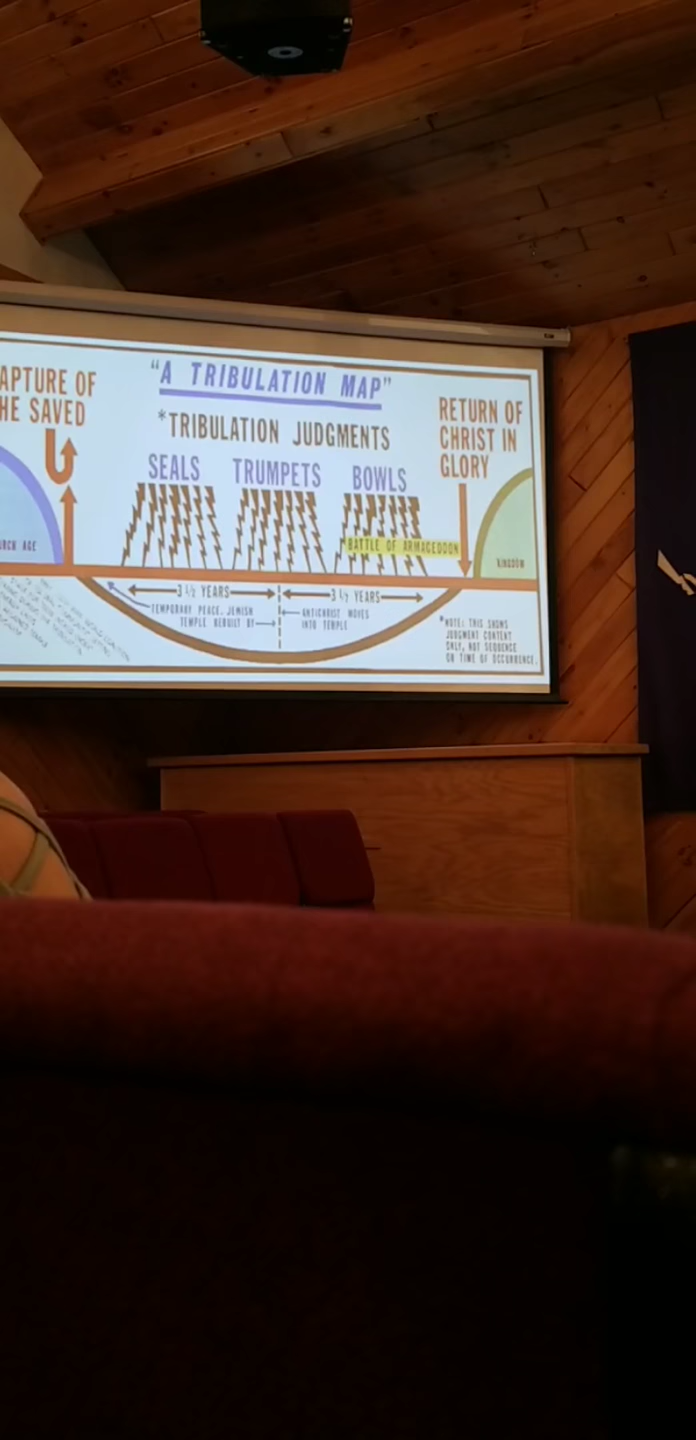 "A TRIBULATION MAP"
APTURE OF
HE SAVED
*TRIBULATION JUDGMENTS
SEALS TRUMPETS BOWLS
RETURN OF
CHRIST IN
GLORY
URCH AGE
BATTLE OF ARMAGEDDON
KINGDOM
3 1/2 YEARS
3 1/2 YEARS
TEMPORARY PEACE. JEWISH
TEMPLE REBUILT BY
ANTICHRIST MOVES
INTO TEMPLE
*NOTE: THIS SHOWS
JUDGMENT CONTENT
ONLY, NOT SEQUENCE
OR TIME OF OCCURRENCE.